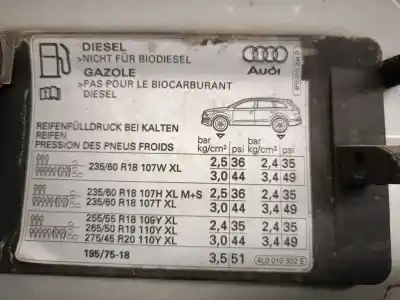 DIESEL
>NICHT FÜR BIODIESEL
GAZOLE
>PAS POUR LE BIOCARBURANT
DIESEL
Audi
REIFENFÜLLDRUCK BEI KALTEN
REIFEN
PRESSION DES PNEUS FROIDS
bar psi bar psi
kg/cm² kg/cm²
235/60 R18 107W XL 2,5 36 2,4 35
3,0 44 3,4 49
235/60 R18 107H XL M+S 2,5 36 2,4 35
235/60 R18 107T XL 3,0 44 3,4 49
255/55 R18 109Y XL 2,4 35 2,4 35
265/50 R19 110Y XL 3,0 44 3,4 49
275/45 R20 110Y XL
195/75-18 3,5 51
4L0 010 502 E